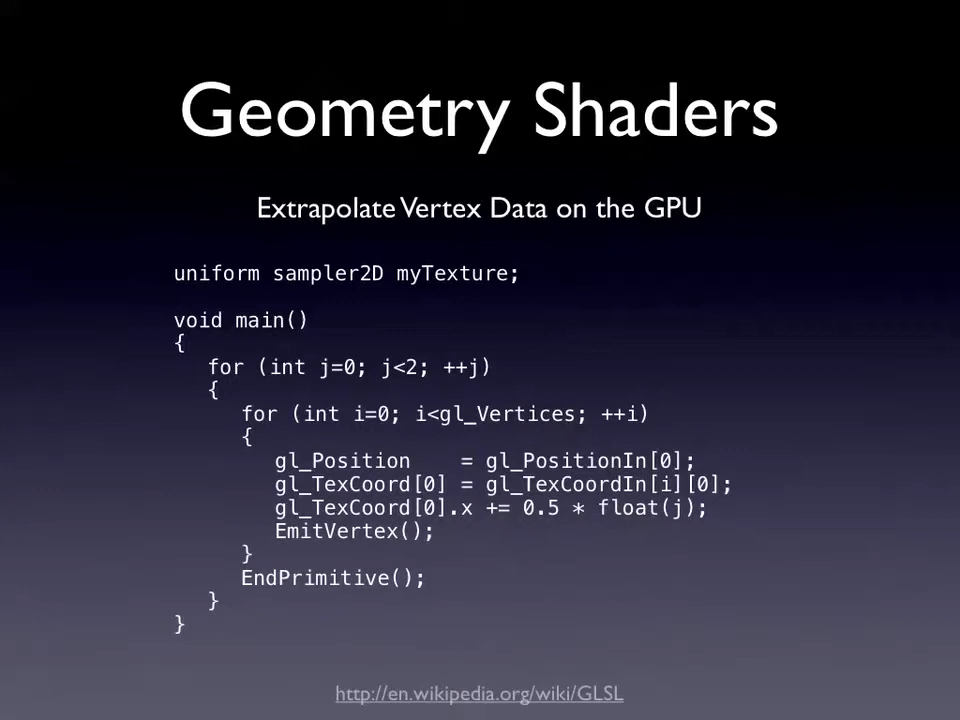 Geometry Shaders
Extrapolate Vertex Data on the GPU
uniform sampler2D myTexture;
void main()
{
for (int j=0; j<2; ++j)
{
for (int i=0; i<gl_Vertices; ++i)
{
gl_Position    = gl_PositionIn[0];
gl_TexCoord[0] = gl_TexCoordIn[i][0];
gl_TexCoord[0].x += 0.5 * float(j);
EmitVertex();
}
EndPrimitive();
}
}
http://en.wikipedia.org/wiki/GLSL